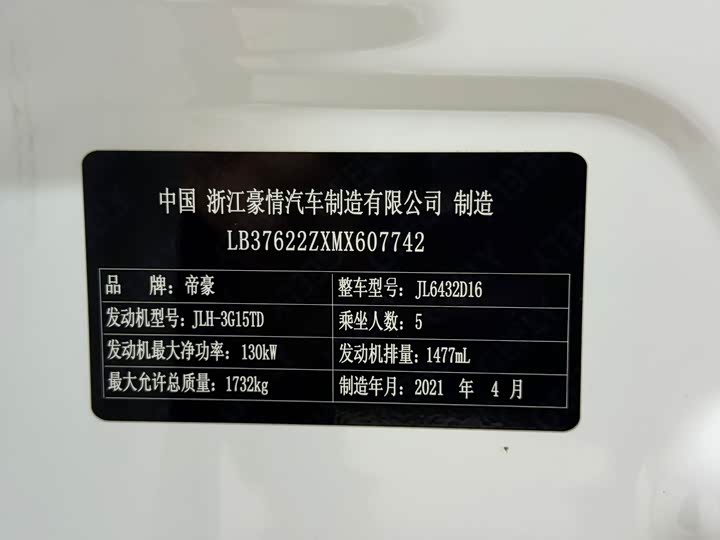 中国 浙江豪情汽车制造有限公司 制造
LB37622ZXMX607742
品 牌：帝豪 整车型号：JL6432D16
发动机型号：JLH-3G15TD 乘坐人数：5
发动机最大净功率：130kW 发动机排量：1477mL
最大允许总质量：1732kg 制造年月：2021 年 4 月